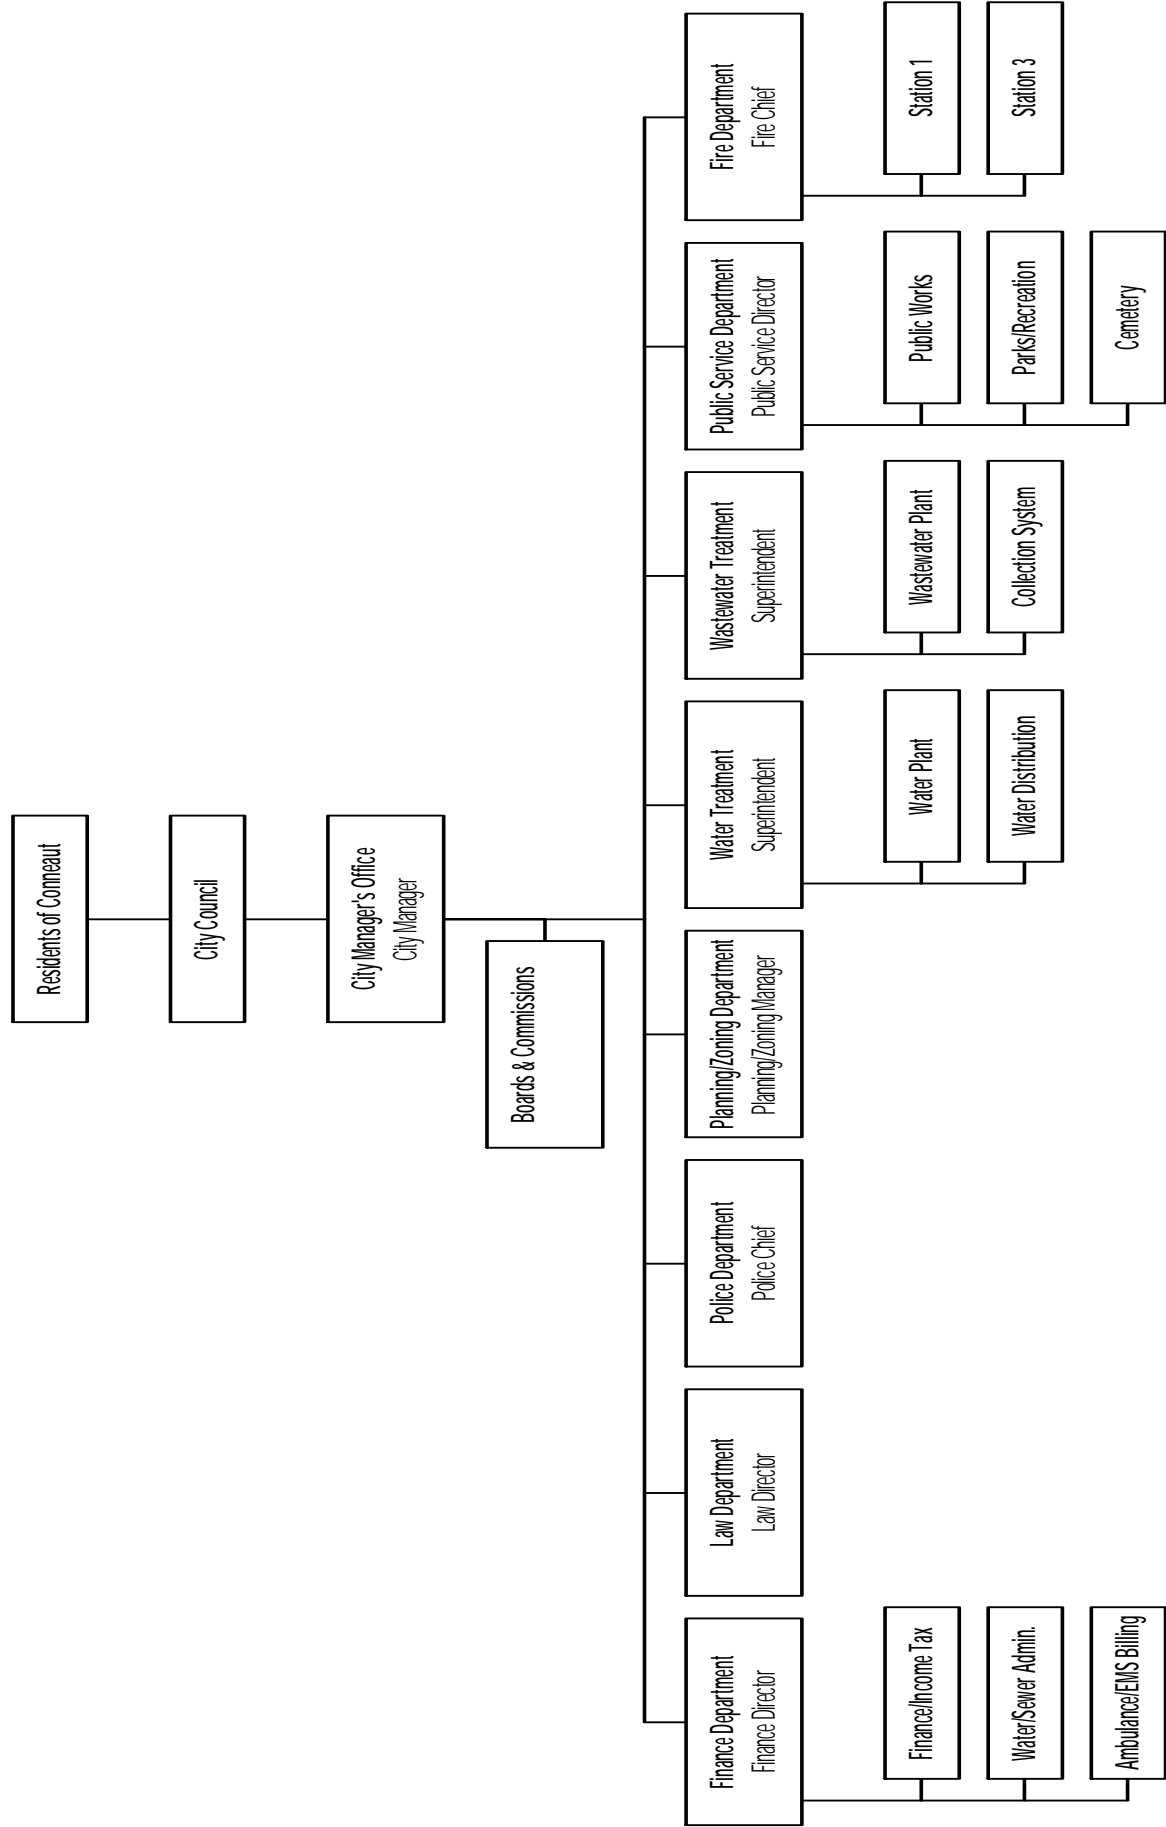 Residents of Conneaut
City Council
City Manager's Office
City Manager
Boards & Commissions
Finance Department
Finance Director
Law Department
Law Director
Police Department
Police Chief
Planning/Zoning Department
Planning/Zoning Manager
Water Treatment
Superintendent
Wastewater Treatment
Superintendent
Public Service Department
Public Service Director
Fire Department
Fire Chief
Finance/Income Tax
Water/Sewer Admin.
Ambulance/EMS Billing
Water Plant
Water Distribution
Wastewater Plant
Collection System
Public Works
Parks/Recreation
Cemetery
Station 1
Station 3